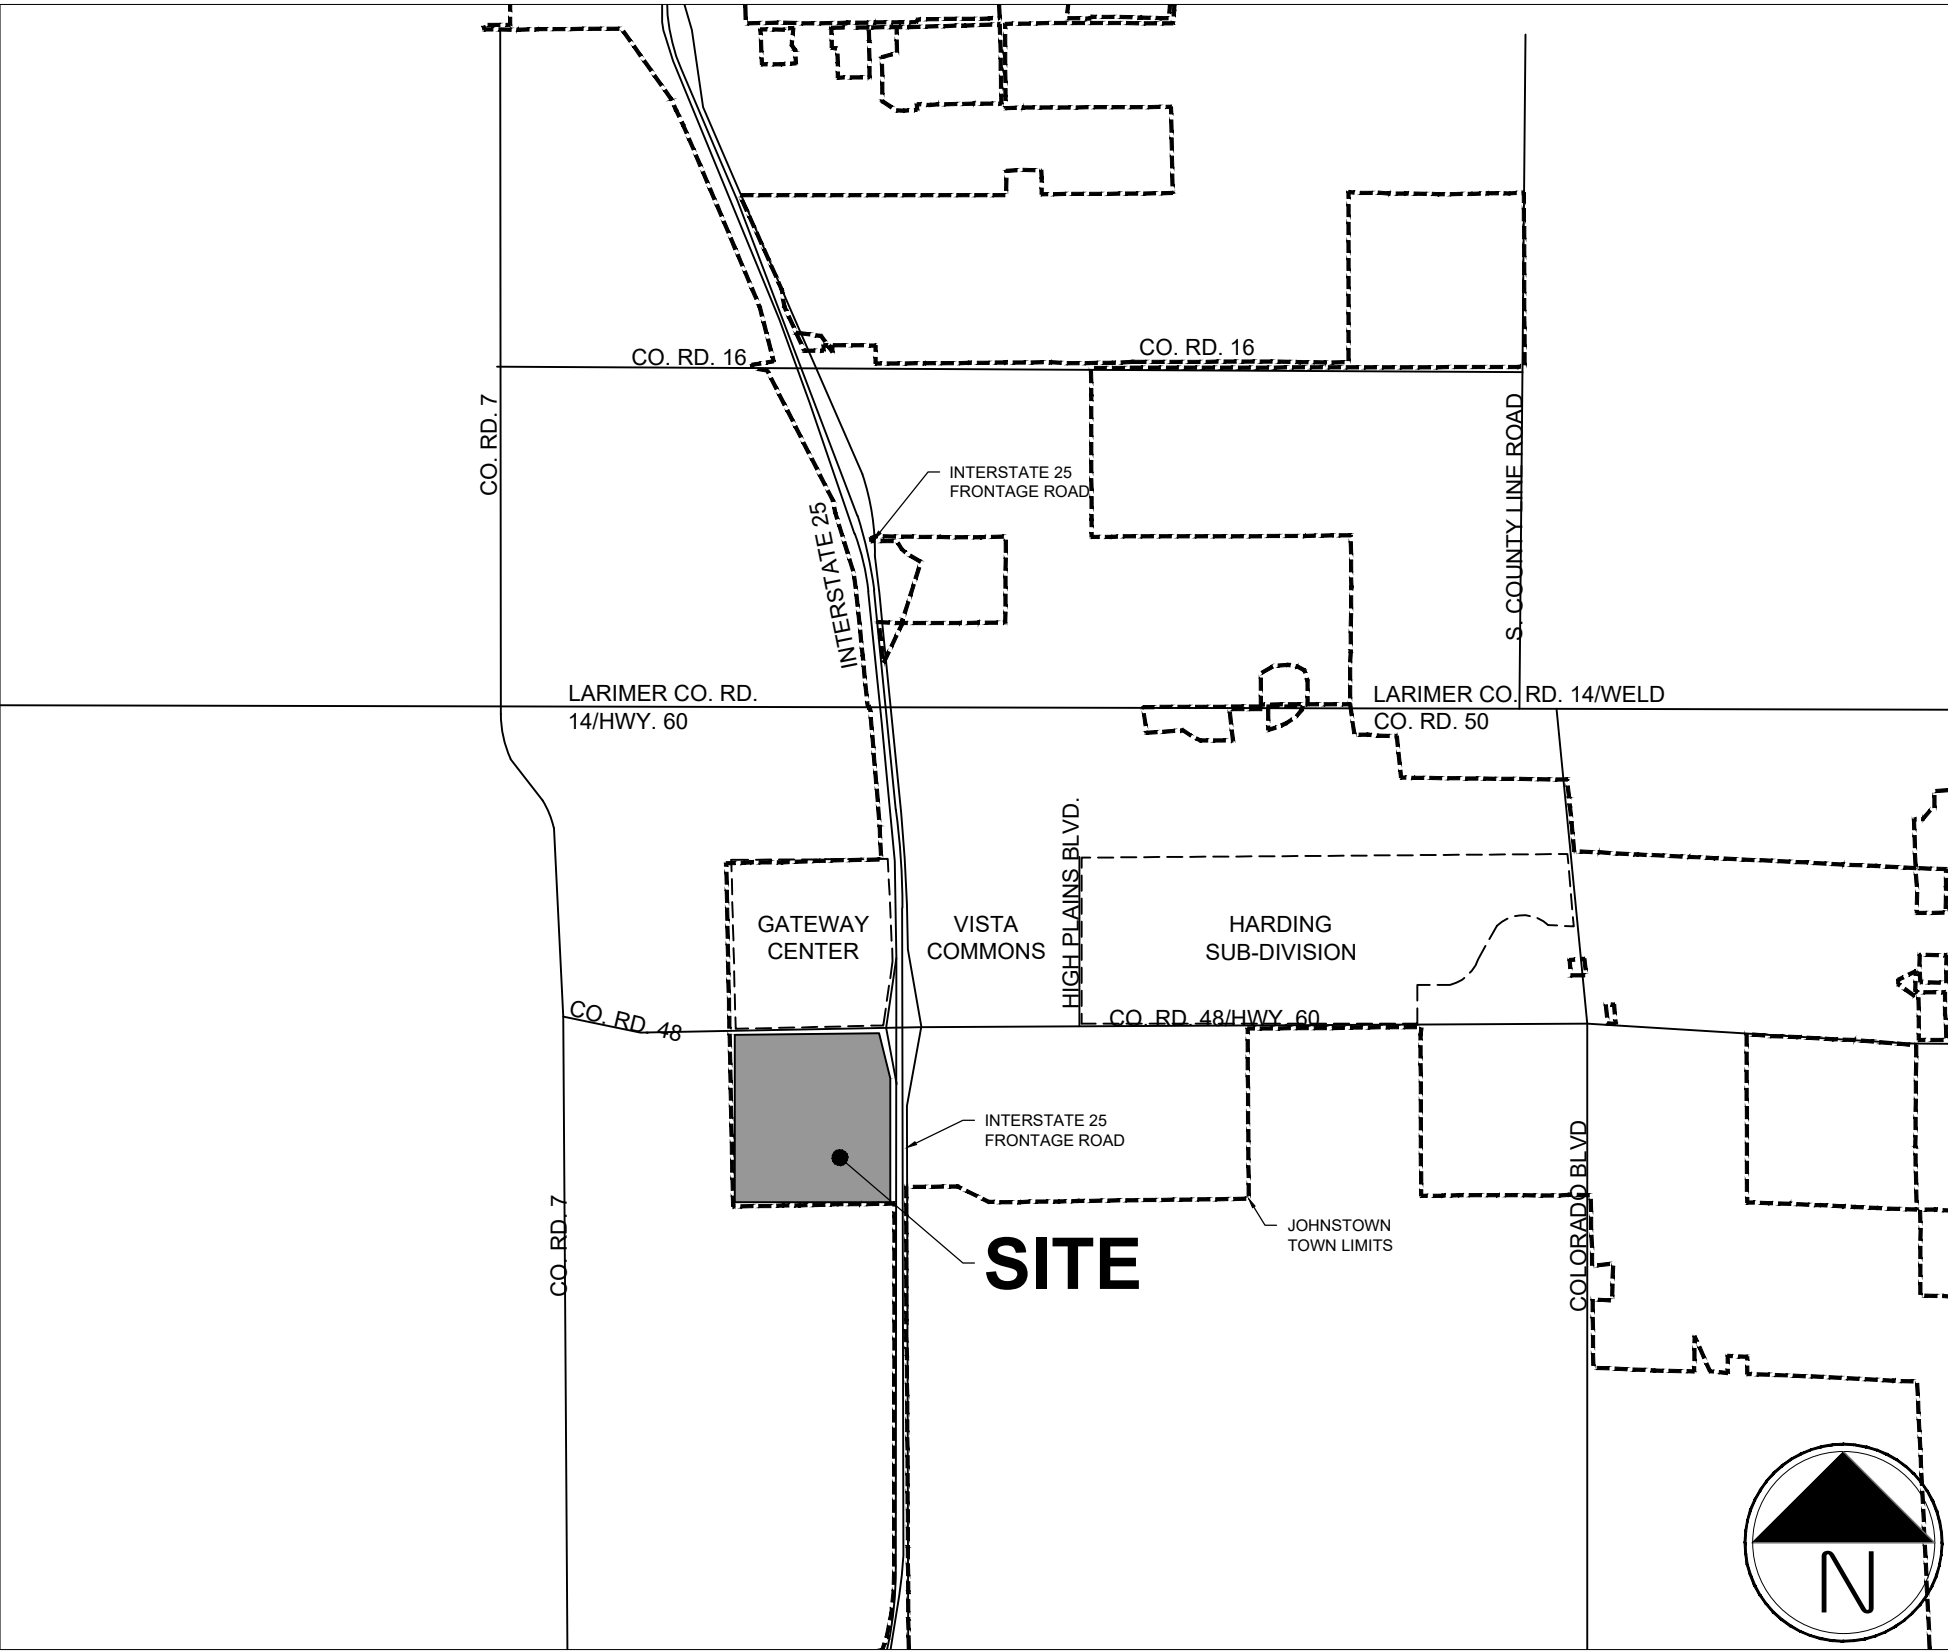 CO. RD. 16
CO. RD. 16
CO. RD. 7
S. COUNTY LINE ROAD
INTERSTATE 25
FRONTAGE ROAD
INTERSTATE 25
LARIMER CO. RD.
14/HWY. 60
LARIMER CO. RD. 14/WELD
CO. RD. 50
HIGH PLAINS BLVD.
GATEWAY
CENTER
VISTA
COMMONS
HARDING
SUB-DIVISION
CO. RD. 48
CO. RD. 48/HWY. 60
INTERSTATE 25
FRONTAGE ROAD
CO. RD. 7
COLORADO BLVD
JOHNSTOWN
TOWN LIMITS
SITE
N